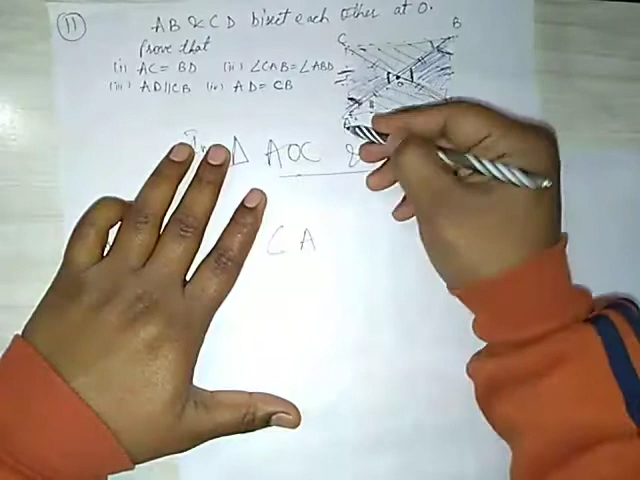 11 AB & CD bisect each other at O.
Prove that
(i) AC = BD (ii) ∠CAB = ∠ABD
(iii) AD || CB (iv) AD = CB
C B
O
A
In Δ AOC &
CA